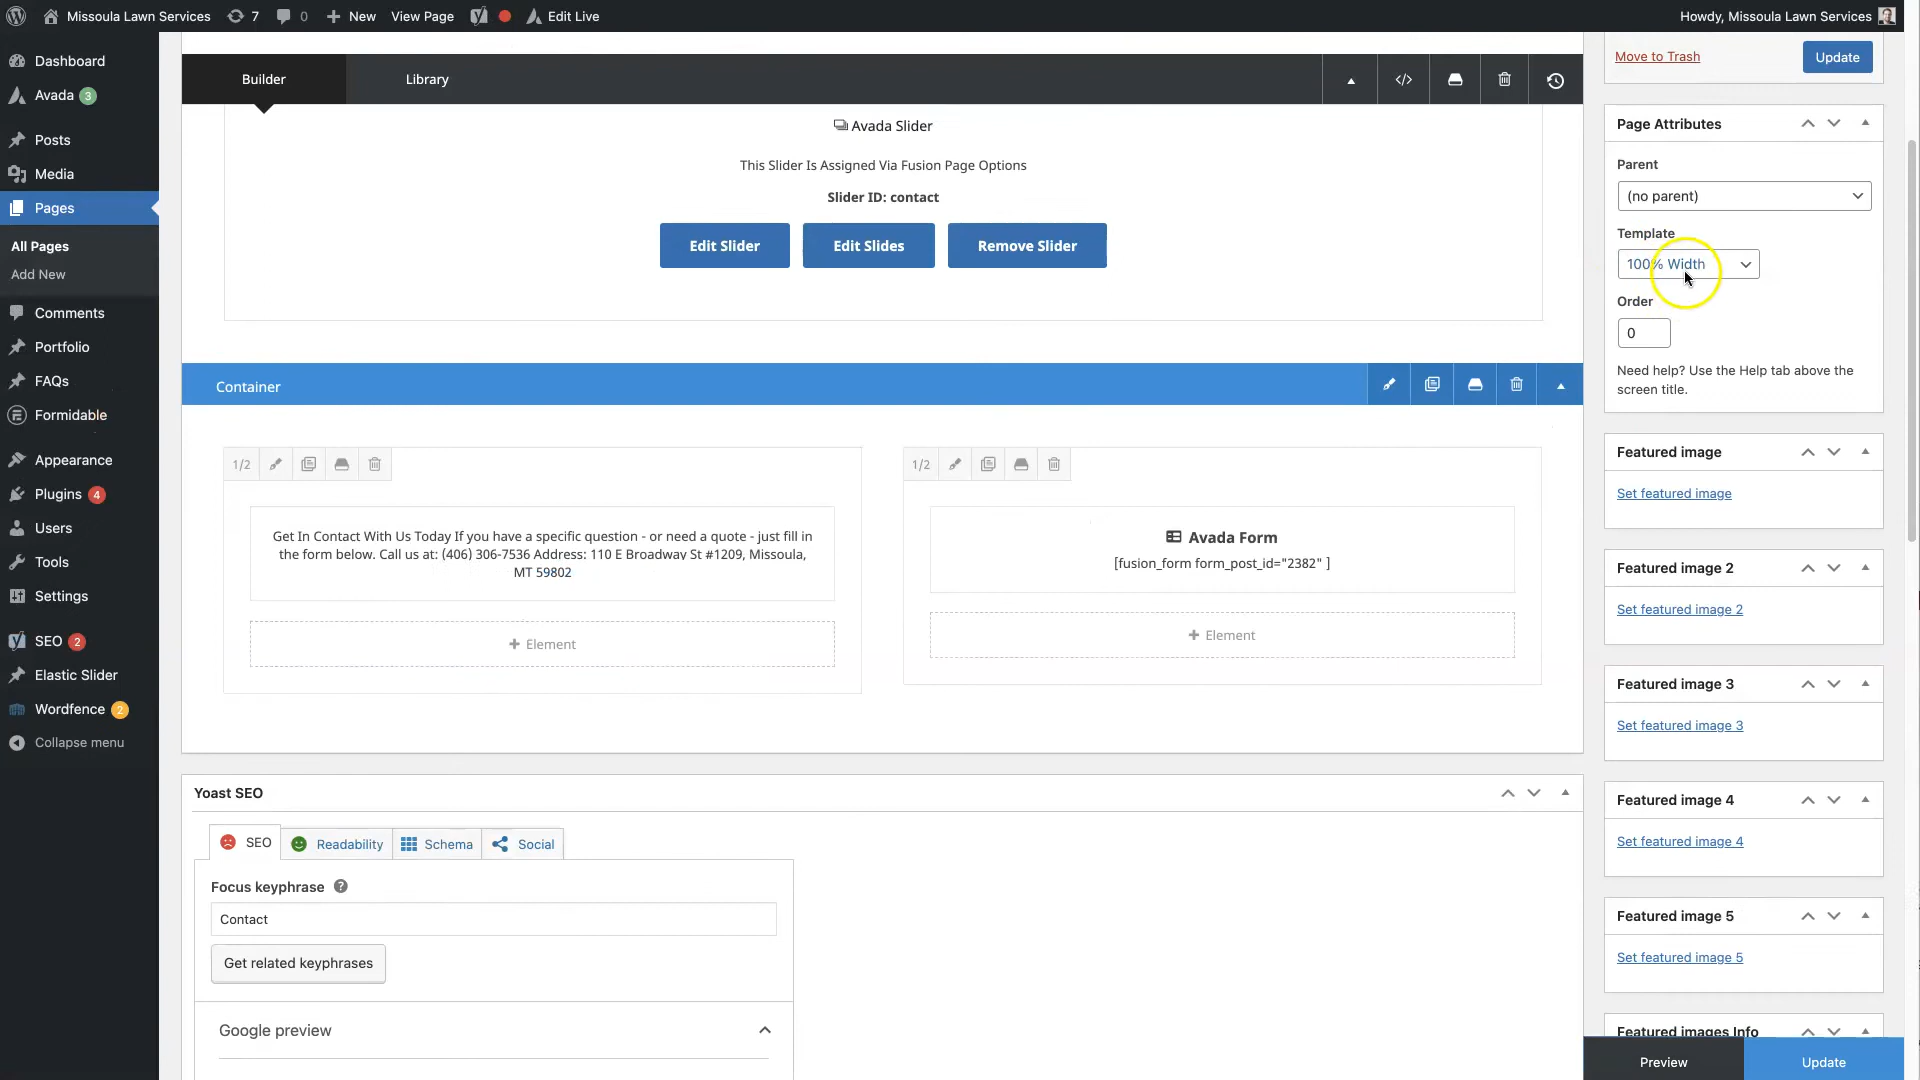 Missoula Lawn Services
7
0
New
View Page
Edit Live
Howdy, Missoula Lawn Services
Dashboard
Avada 3
Posts
Media
Pages
All Pages
Add New
Comments
Portfolio
FAQs
Formidable
Appearance
Plugins 4
Users
Tools
Settings
SEO 2
Elastic Slider
Wordfence 2
Collapse menu
Builder
Library
Avada Slider
This Slider Is Assigned Via Fusion Page Options
Slider ID: contact
Edit Slider
Edit Slides
Remove Slider
Container
1/2
Get In Contact With Us Today If you have a specific question - or need a quote - just fill in
the form below. Call us at: (406) 306-7536 Address: 110 E Broadway St #1209, Missoula,
MT 59802
+ Element
1/2
Avada Form
[fusion_form form_post_id="2382" ]
+ Element
Yoast SEO
SEO
Readability
Schema
Social
Focus keyphrase
Contact
Get related keyphrases
Google preview
Move to Trash
Update
Page Attributes
Parent
(no parent)
Template
100% Width
Order
0
Need help? Use the Help tab above the
screen title.
Featured image
Set featured image
Featured image 2
Set featured image 2
Featured image 3
Set featured image 3
Featured image 4
Set featured image 4
Featured image 5
Set featured image 5
Featured images Info
Preview
Update